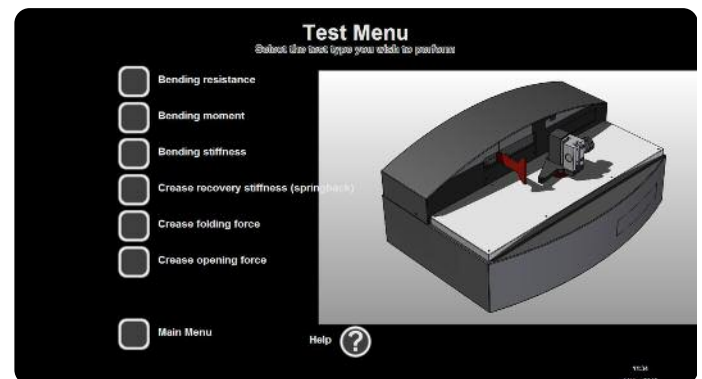 Test Menu
Select the test type you wish to perform
Bending resistance
Bending moment
Bending stiffness
Crease recovery stiffness (springback)
Crease folding force
Crease opening force
Main Menu
Help ?